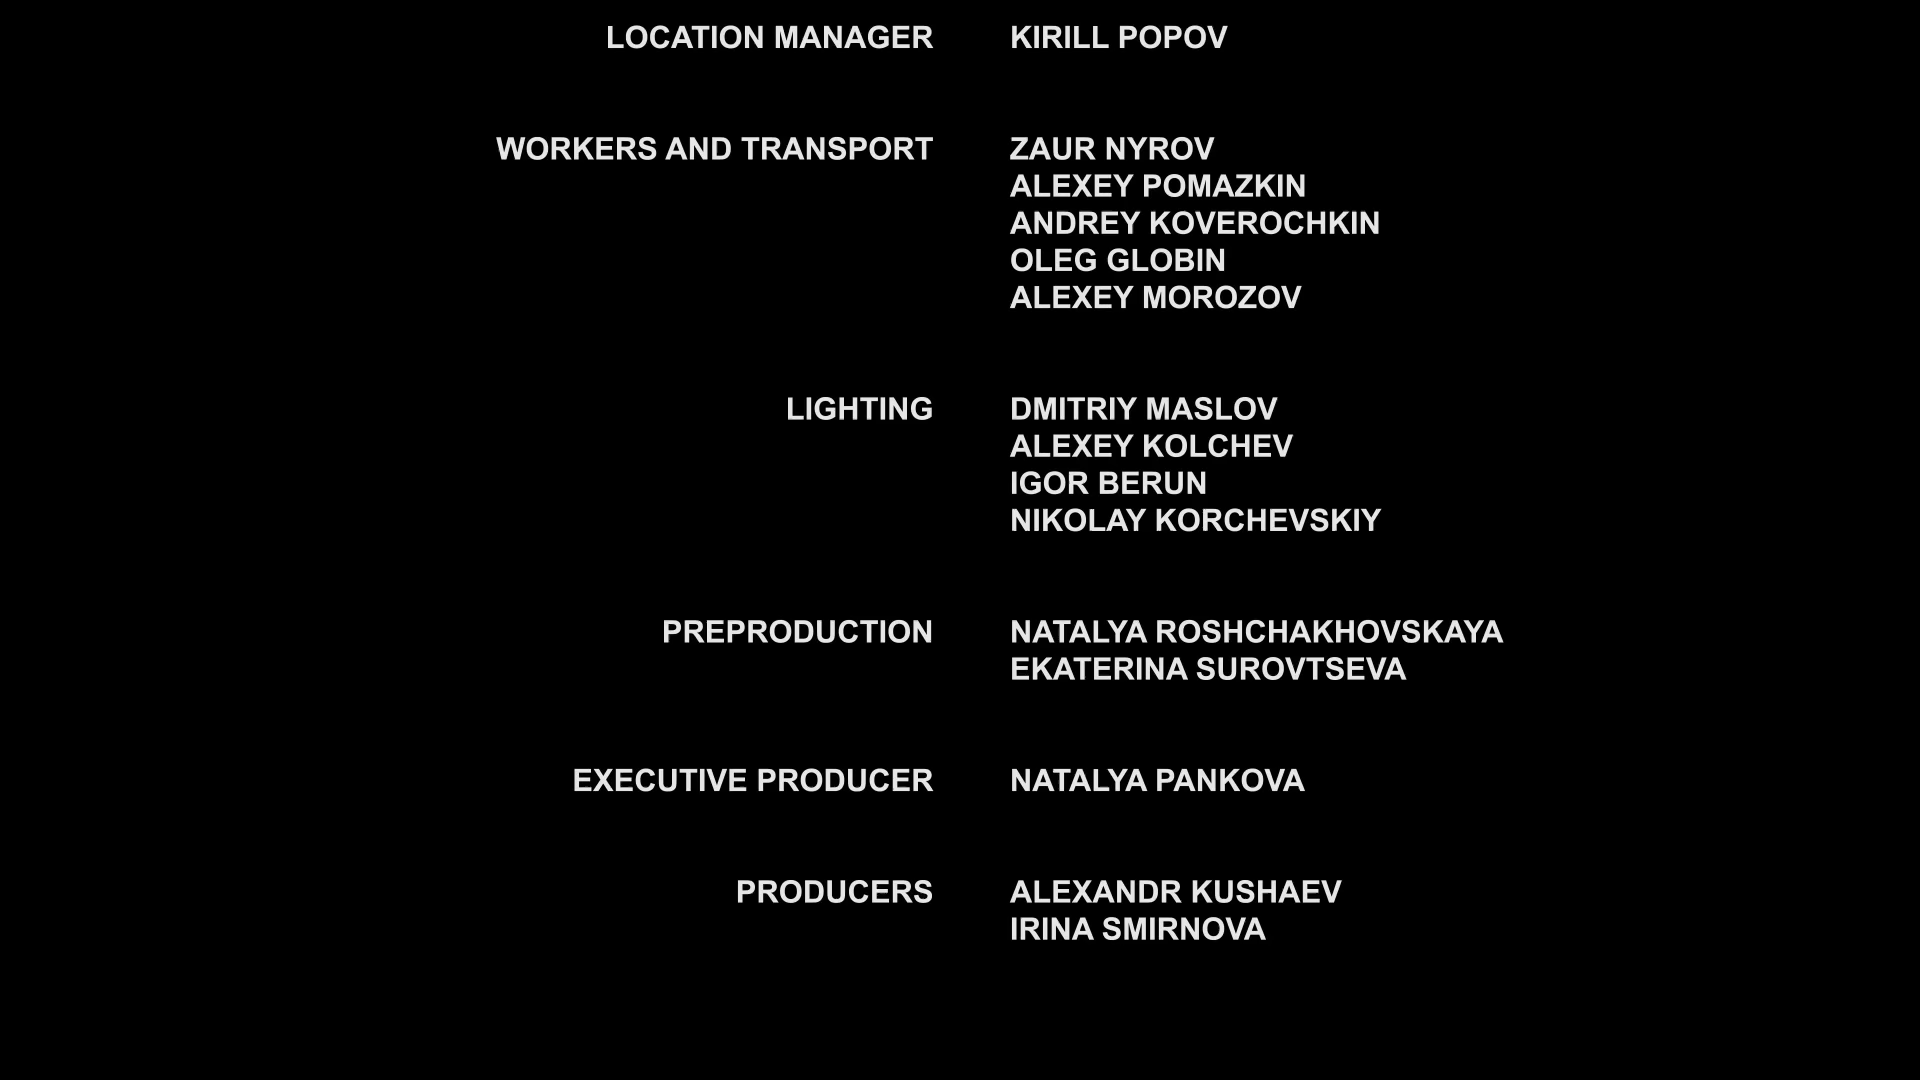 LOCATION MANAGER KIRILL POPOV
WORKERS AND TRANSPORT ZAUR NYROV
ALEXEY POMAZKIN
ANDREY KOVEROCHKIN
OLEG GLOBIN
ALEXEY MOROZOV
LIGHTING DMITRIY MASLOV
ALEXEY KOLCHEV
IGOR BERUN
NIKOLAY KORCHEVSKIY
PREPRODUCTION NATALYA ROSHCHAKHOVSKAYA
EKATERINA SUROVTSEVA
EXECUTIVE PRODUCER NATALYA PANKOVA
PRODUCERS ALEXANDR KUSHAEV
IRINA SMIRNOVA